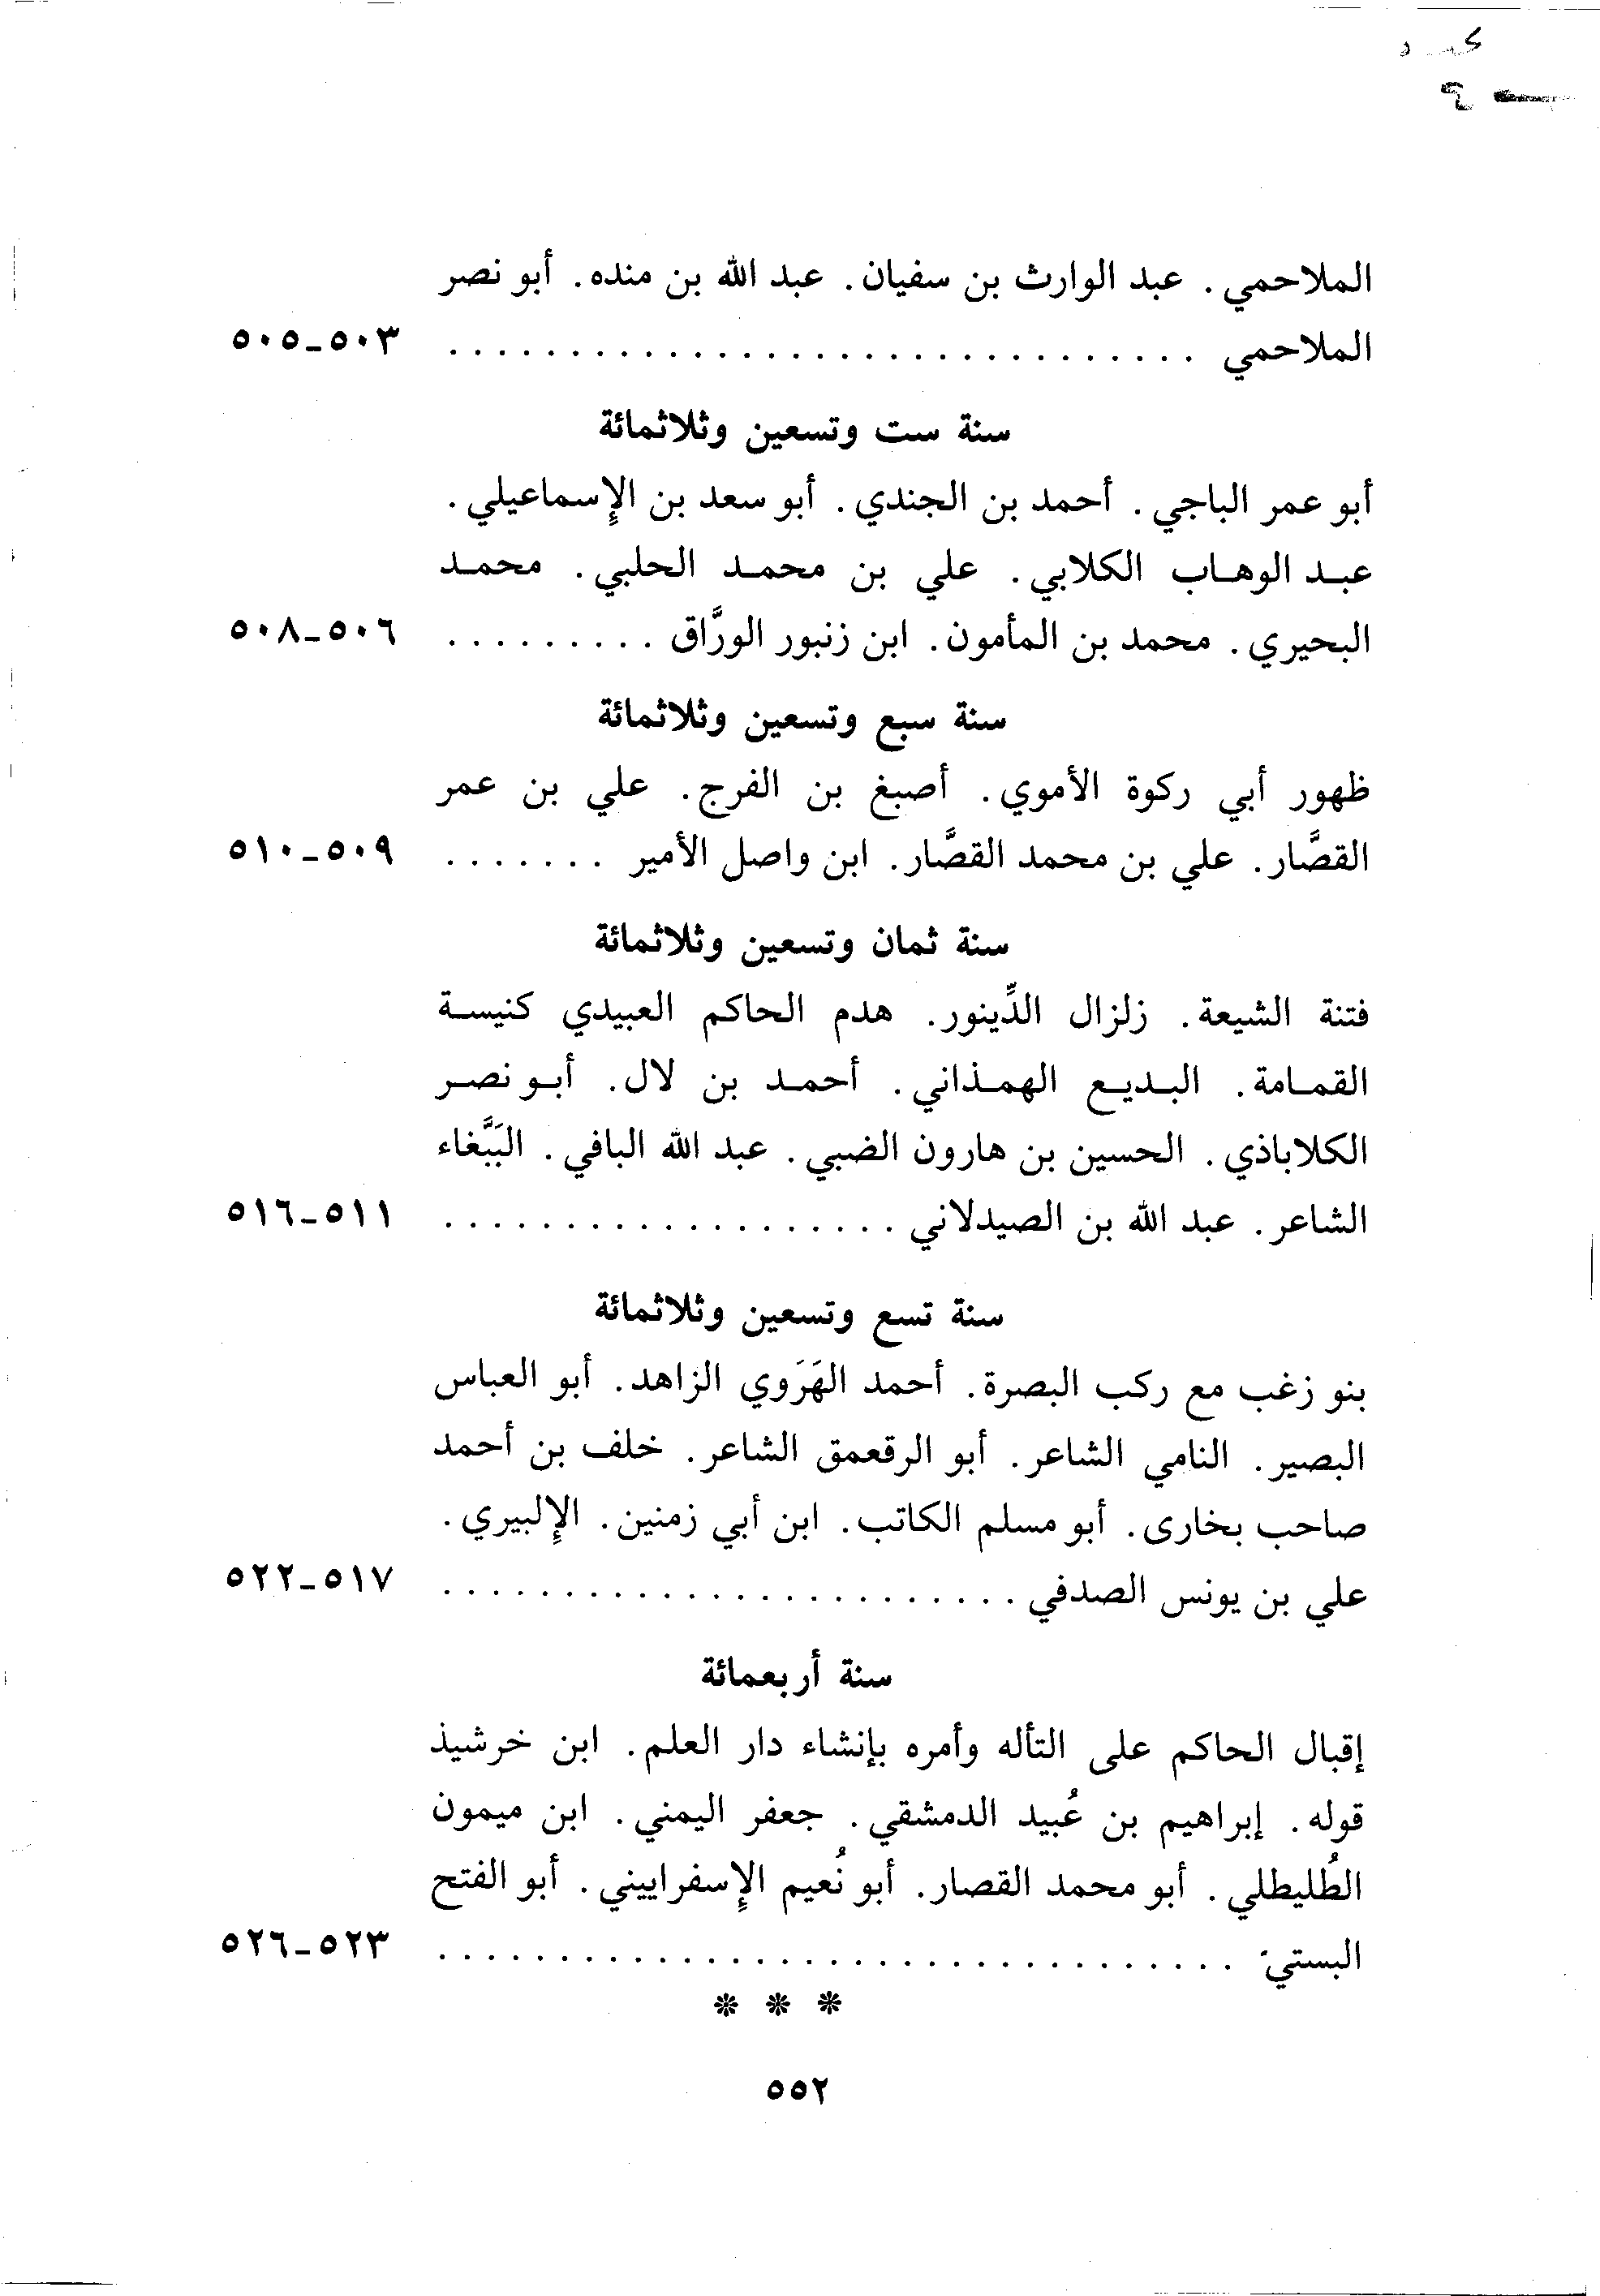 الملاحمي. عبد الوارث بن سفيان. عبد الله بن منده. أبو نصر
الملاحمي . . . . . . . . . . . . . . . . . . . . . . . . . . . . . . . ٥٠٣ـ٥٠٥
سنة ست وتسعين وثلاثمائة
أبو عمر الباجي. أحمد بن الجندي. أبو سعد بن الإسماعيلي.
عبد الوهاب الكلابي. علي بن محمد الحلبي. محمد
البحيري. محمد بن المأمون. ابن زنبور الورَّاق . . . . . . . . . ٥٠٦ـ٥٠٨
سنة سبع وتسعين وثلاثمائة
ظهور أبي ركوة الأموي. أصبغ بن الفرج. علي بن عمر
القصَّار. علي بن محمد القصَّار. ابن واصل الأمير . . . . . . . ٥٠٩ـ٥١٠
سنة ثمان وتسعين وثلاثمائة
فتنة الشيعة. زلزال الدِّينور. هدم الحاكم العبيدي كنيسة
القمامة. البديع الهمذاني. أحمد بن لال. أبو نصر
الكلاباذي. الحسين بن هارون الضبي. عبد الله البافي. البَبَّغاء
الشاعر. عبد الله بن الصيدلاني . . . . . . . . . . . . . . . . . . . ٥١١ـ٥١٦
سنة تسع وتسعين وثلاثمائة
بنو زغب مع ركب البصرة. أحمد الهَرَوي الزاهد. أبو العباس
البصير. النامي الشاعر. أبو الرقعمق الشاعر. خلف بن أحمد
صاحب بخارى. أبو مسلم الكاتب. ابن أبي زمنين. الإلبيري.
علي بن يونس الصدفي . . . . . . . . . . . . . . . . . . . . . . . . ٥١٧ـ٥٢٢
سنة أربعمائة
إقبال الحاكم على التأله وأمره بإنشاء دار العلم. ابن خرشيذ
قوله. إبراهيم بن عُبيد الدمشقي. جعفر اليمني. ابن ميمون
الطُليطلي. أبو محمد القصار. أبو نُعيم الإسفراييني. أبو الفتح
البستي . . . . . . . . . . . . . . . . . . . . . . . . . . . . . . . . . ٥٢٣ـ٥٢٦
* * *
٥٥٢